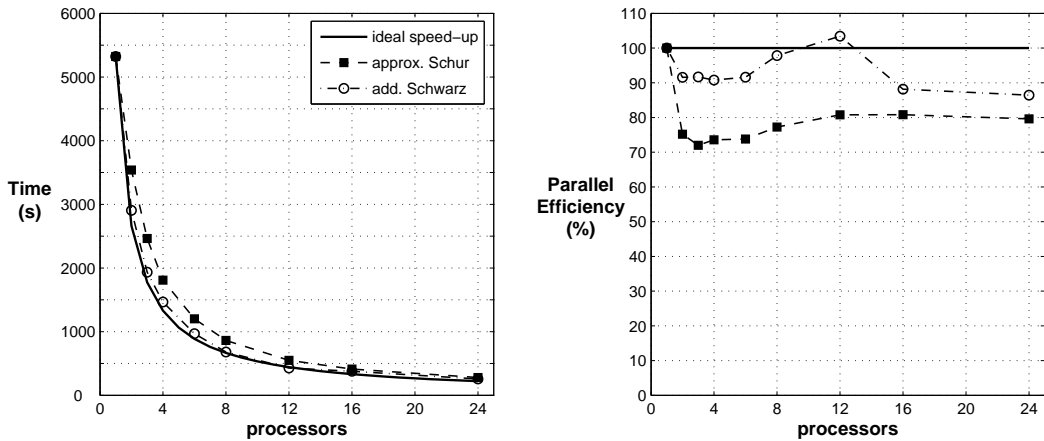 6000
5000
4000
3000
2000
1000
0
Time
(s)
ideal speed−up
approx. Schur
add. Schwarz
0 4 8 12 16 20 24
processors
110
100
90
80
70
60
50
40
30
20
10
0
Parallel
Efficiency
(%)
0 4 8 12 16 20 24
processors